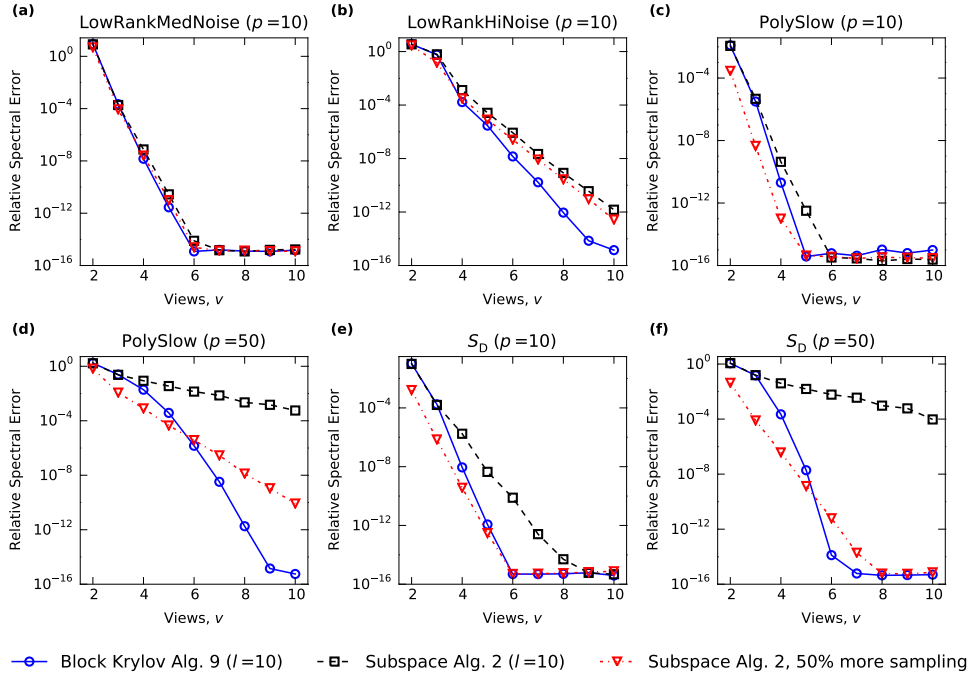 (a) LowRankMedNoise (p =10)
(b) LowRankHiNoise (p =10)
(c) PolySlow (p =10)
Relative Spectral Error
10^0
10^-4
10^-8
10^-12
10^-16
2 4 6 8 10
Views, v
Relative Spectral Error
10^0
10^-4
10^-8
10^-12
10^-16
2 4 6 8 10
Views, v
Relative Spectral Error
10^-4
10^-8
10^-12
10^-16
2 4 6 8 10
Views, v
(d) PolySlow (p =50)
(e) S_D (p =10)
(f) S_D (p =50)
Relative Spectral Error
10^0
10^-4
10^-8
10^-12
10^-16
2 4 6 8 10
Views, v
Relative Spectral Error
10^-4
10^-8
10^-12
10^-16
2 4 6 8 10
Views, v
Relative Spectral Error
10^0
10^-4
10^-8
10^-12
10^-16
2 4 6 8 10
Views, v
Block Krylov Alg. 9 (l =10)
Subspace Alg. 2 (l =10)
Subspace Alg. 2, 50% more sampling